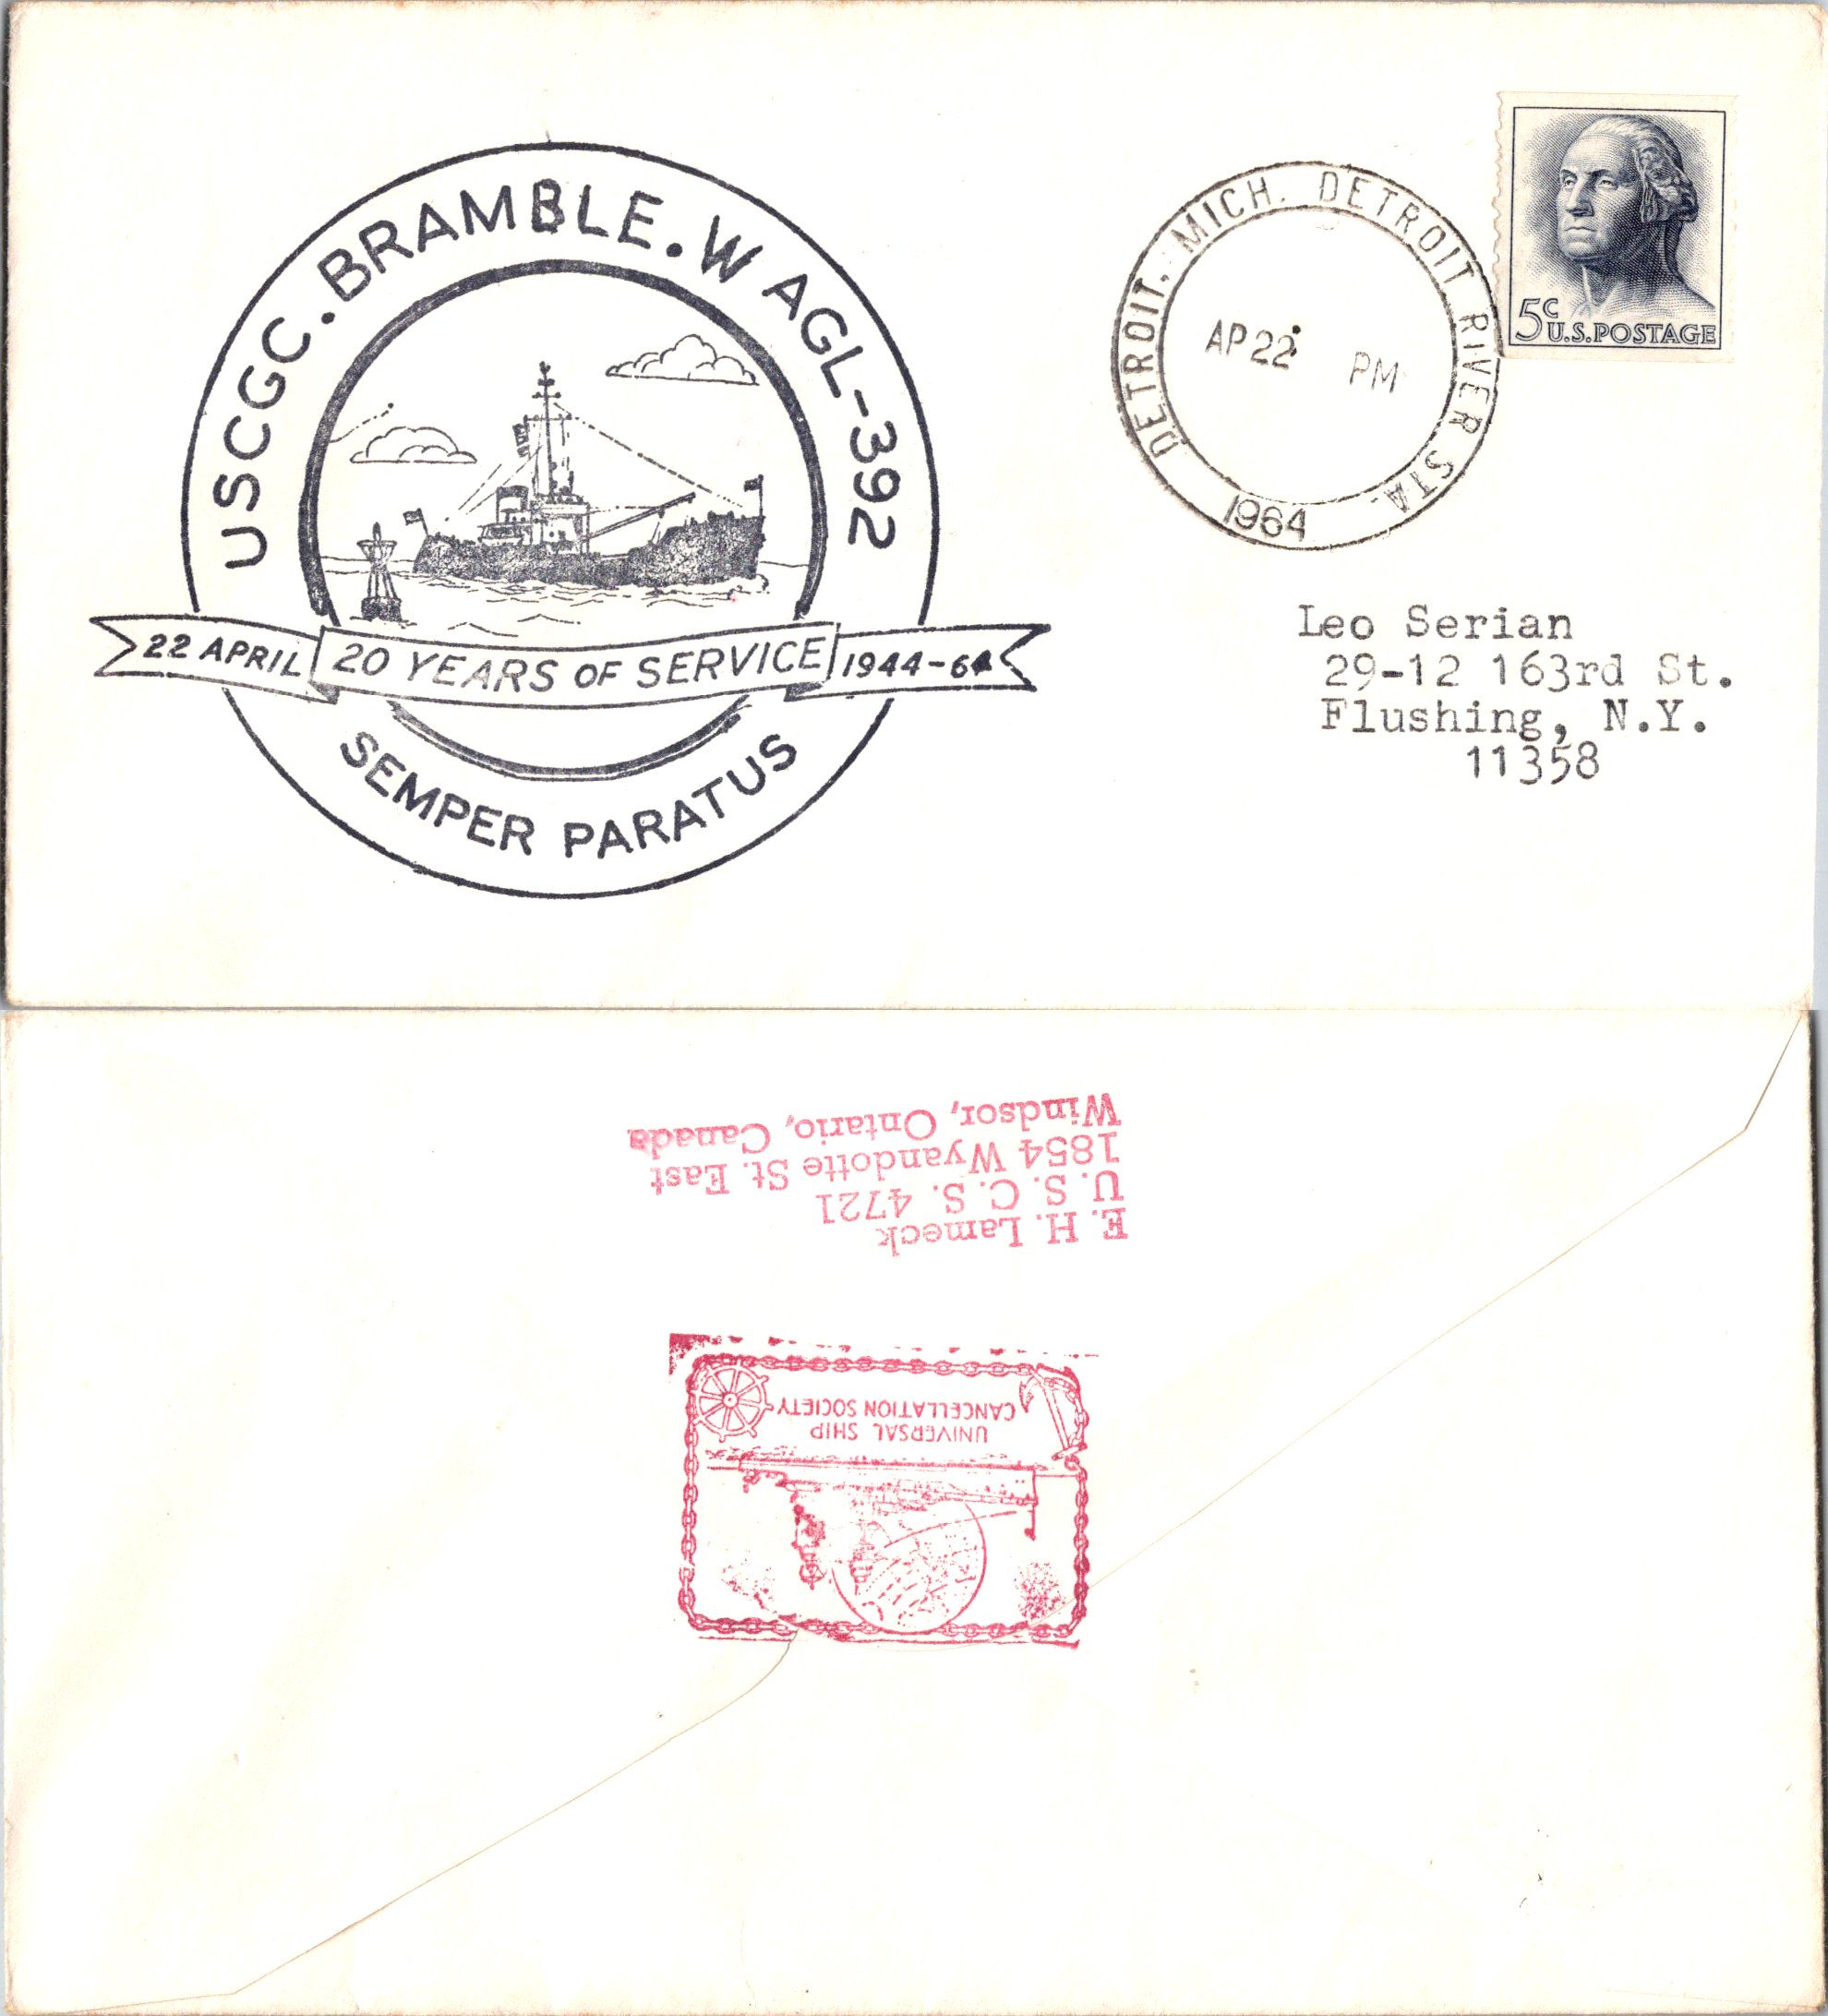 USCGC. BRAMBLE. W AGL-392
22 APRIL 20 YEARS OF SERVICE 1944-64
SEMPER PARATUS
DETROIT, MICH. DETROIT RIVER STA.
AP 22 PM
1964
5c U.S. POSTAGE
Leo Serian
29-12 163rd St.
Flushing, N.Y.
11358
E. H. Lameck
U. S. C. S. 4721
1854 Wyandotte St. East
Windsor, Ontario, Canada
UNIVERSAL SHIP
CANCELLATION SOCIETY